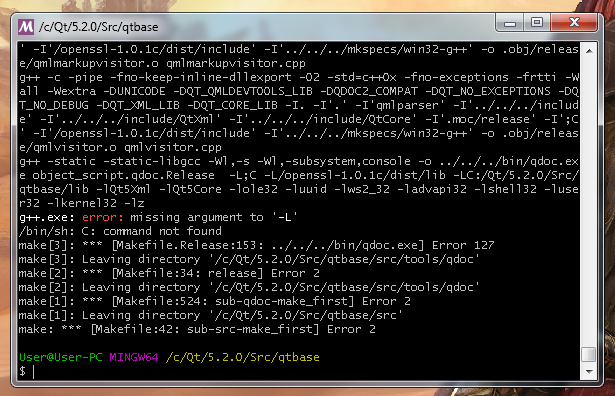 /c/Qt/5.2.0/Src/qtbase
' -I'/openssl-1.0.1c/dist/include' -I'../../../mkspecs/win32-g++' -o .obj/releas
e/qmlmarkupvisitor.o qmlmarkupvisitor.cpp
g++ -c -pipe -fno-keep-inline-dllexport -O2 -std=c++0x -fno-exceptions -frtti -W
all -Wextra -DUNICODE -DQT_QMLDEVTOOLS_LIB -DQDOC2_COMPAT -DQT_NO_EXCEPTIONS -DQ
T_NO_DEBUG -DQT_XML_LIB -DQT_CORE_LIB -I. -I'.' -I'qmlparser' -I'../../../includ
e' -I'../../../include/QtXml' -I'../../../include/QtCore' -I'.moc/release' -I';C
' -I'/openssl-1.0.1c/dist/include' -I'../../../mkspecs/win32-g++' -o .obj/releas
e/qmlvisitor.o qmlvisitor.cpp
g++ -static -static-libgcc -Wl,-s -Wl,-subsystem,console -o ../../../bin/qdoc.ex
e object_script.qdoc.Release  -L;C -L/openssl-1.0.1c/dist/lib -LC:/Qt/5.2.0/Src/
qtbase/lib -lQt5Xml -lQt5Core -lole32 -luuid -lws2_32 -ladvapi32 -lshell32 -luse
r32 -lkernel32 -lz
g++.exe: error: missing argument to '-L'
/bin/sh: C: command not found
make[3]: *** [Makefile.Release:153: ../../../bin/qdoc.exe] Error 127
make[3]: Leaving directory '/c/Qt/5.2.0/Src/qtbase/src/tools/qdoc'
make[2]: *** [Makefile:34: release] Error 2
make[2]: Leaving directory '/c/Qt/5.2.0/Src/qtbase/src/tools/qdoc'
make[1]: *** [Makefile:524: sub-qdoc-make_first] Error 2
make[1]: Leaving directory '/c/Qt/5.2.0/Src/qtbase/src'
make: *** [Makefile:42: sub-src-make_first] Error 2
User@User-PC MINGW64 /c/Qt/5.2.0/Src/qtbase
$